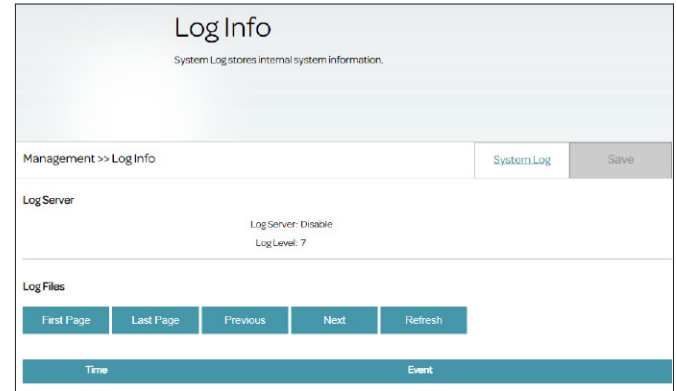 Log Info
System Log stores internal system information.
Management >> Log Info System Log Save
Log Server
Log Server: Disable
Log Level: 7
Log Files
First Page Last Page Previous Next Refresh
Time Event